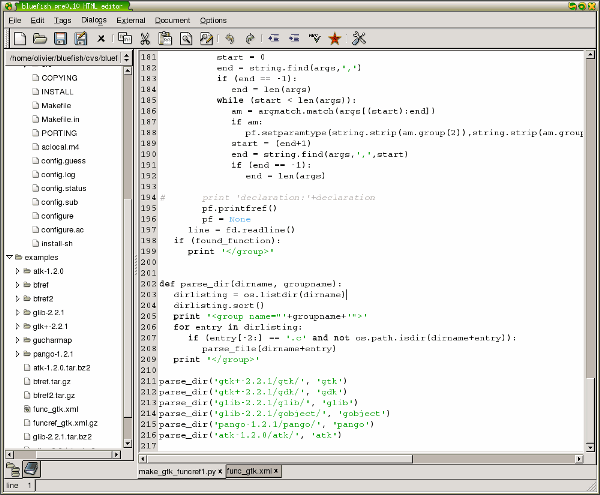 bluefish pre0.10 HTML editor
File Edit Tags Dialogs External Document Options
/home/olivier/bluefish/cvs/bluef
COPYING
INSTALL
Makefile
Makefile.in
PORTING
aclocal.m4
config.guess
config.log
config.status
config.sub
configure
configure.ac
install-sh
examples
atk-1.2.0
bfref
bfref2
glib-2.2.1
gtk+-2.2.1
gucharmap
pango-1.2.1
atk-1.2.0.tar.bz2
bfref.tar.gz
bfref2.tar.gz
func_gtk.xml
funcref_gtk.xml.gz
glib-2.2.1.tar.bz2
181 start = 0
182 end = string.find(args,',')
183 if (end == -1):
184 end = len(args)
185 while (start < len(args)):
186 am = argmatch.match(args[(start):end])
187 if am:
188 pf.setparamtype(string.strip(am.group(2)),string.strip(am.grou
189 start = (end+1)
190 end = string.find(args,',',start)
191 if (end == -1):
192 end = len(args)
193
194 # print 'declaration:'+declaration
195 pf.printfref()
196 pf = None
197 line = fd.readline()
198 if (found_function):
199 print '</group>'
200
201
202 def parse_dir(dirname, groupname):
203 dirlisting = os.listdir(dirname)
204 dirlisting.sort()
205 print '<group name="'+groupname+'">'
206 for entry in dirlisting:
207 if (entry[-2:] == '.c' and not os.path.isdir(dirname+entry)):
208 parse_file(dirname+entry)
209 print '</group>'
210
211 parse_dir('gtk+-2.2.1/gtk/', 'gtk')
212 parse_dir('gtk+-2.2.1/gdk/', 'gdk')
213 parse_dir('glib-2.2.1/glib/', 'glib')
214 parse_dir('glib-2.2.1/gobject/', 'gobject')
215 parse_dir('pango-1.2.1/pango/', 'pango')
216 parse_dir('atk-1.2.0/atk/', 'atk')
217
make_gtk_funcref1.py x func_gtk.xml x
line 1